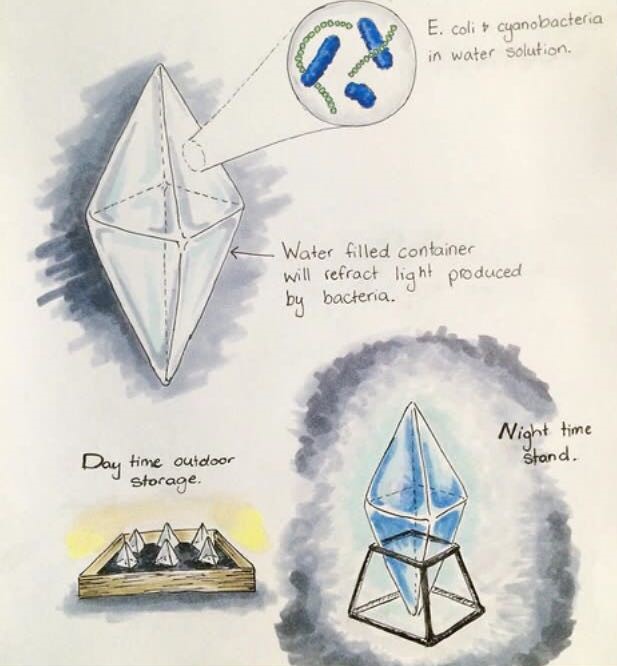 E. coli & cyanobacteria
in water solution.
Water filled container
will refract light produced
by bacteria.
Night time
stand.
Day time outdoor
storage.